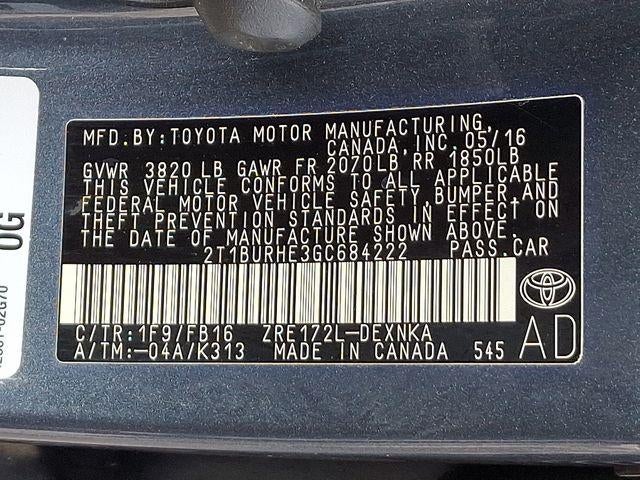 MFD. BY: TOYOTA MOTOR MANUFACTURING
CANADA, INC. 05/16
GVWR 3820 LB GAWR FR 2070LB RR 1850LB
THIS VEHICLE CONFORMS TO ALL APPLICABLE
FEDERAL MOTOR VEHICLE SAFETY, BUMPER, AND
THEFT PREVENTION STANDARDS IN EFFECT ON
THE DATE OF MANUFACTURE SHOWN ABOVE.
2T1BURHE3GC684222 PASS. CAR
C/TR: 1F9/FB16 ZRE172L-DEXNKA
A/TM: -04A/K313 MADE IN CANADA 545
AD
0G